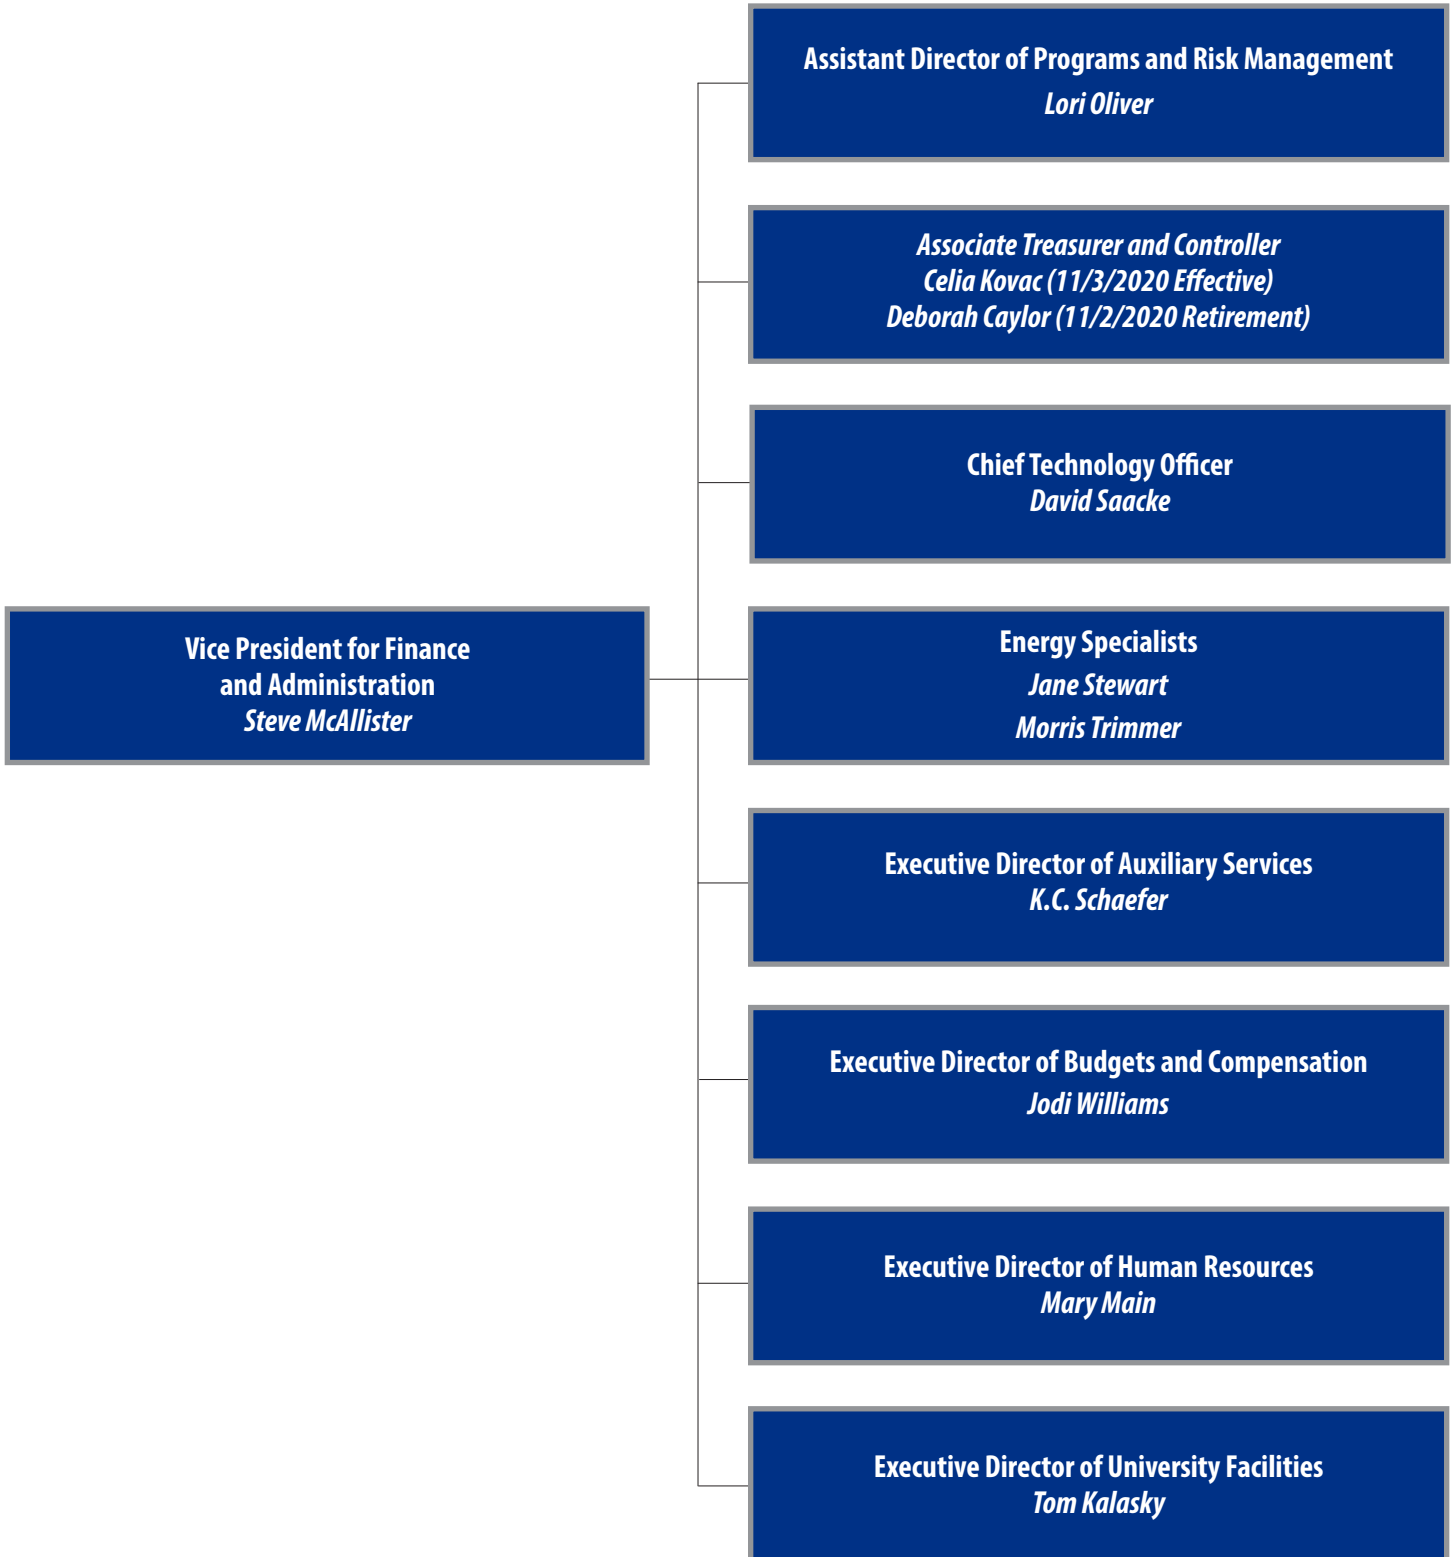 Assistant Director of Programs and Risk Management
Lori Oliver
Associate Treasurer and Controller
Celia Kovac (11/3/2020 Effective)
Deborah Caylor (11/2/2020 Retirement)
Chief Technology Officer
David Saacke
Vice President for Finance
and Administration
Steve McAllister
Energy Specialists
Jane Stewart
Morris Trimmer
Executive Director of Auxiliary Services
K.C. Schaefer
Executive Director of Budgets and Compensation
Jodi Williams
Executive Director of Human Resources
Mary Main
Executive Director of University Facilities
Tom Kalasky